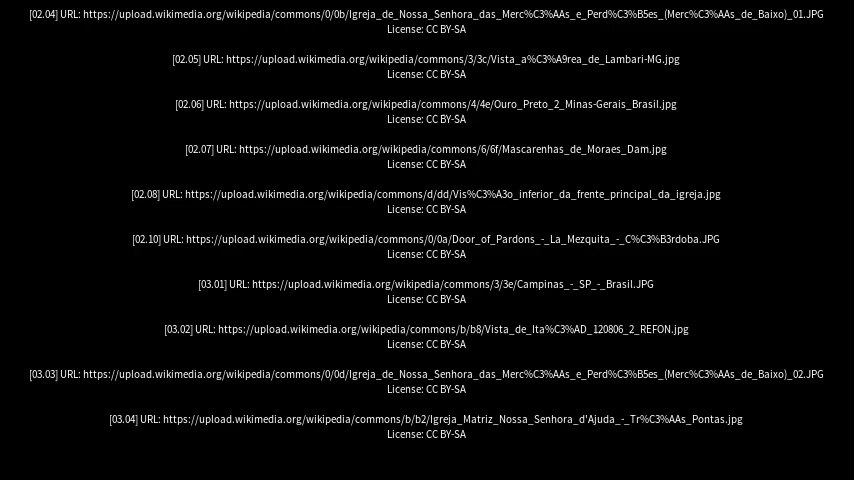 [02.04] URL: https://upload.wikimedia.org/wikipedia/commons/0/0b/Igreja_de_Nossa_Senhora_das_Merc%C3%AAs_e_Perd%C3%B5es_(Merc%C3%AAs_de_Baixo)_01.JPG
License: CC BY-SA
[02.05] URL: https://upload.wikimedia.org/wikipedia/commons/3/3c/Vista_a%C3%A9rea_de_Lambari-MG.jpg
License: CC BY-SA
[02.06] URL: https://upload.wikimedia.org/wikipedia/commons/4/4e/Ouro_Preto_2_Minas-Gerais_Brasil.jpg
License: CC BY-SA
[02.07] URL: https://upload.wikimedia.org/wikipedia/commons/6/6f/Mascarenhas_de_Moraes_Dam.jpg
License: CC BY-SA
[02.08] URL: https://upload.wikimedia.org/wikipedia/commons/d/dd/Vis%C3%A3o_inferior_da_frente_principal_da_igreja.jpg
License: CC BY-SA
[02.10] URL: https://upload.wikimedia.org/wikipedia/commons/0/0a/Door_of_Pardons_-_La_Mezquita_-_C%C3%B3rdoba.JPG
License: CC BY-SA
[03.01] URL: https://upload.wikimedia.org/wikipedia/commons/3/3e/Campinas_-_SP_-_Brasil.JPG
License: CC BY-SA
[03.02] URL: https://upload.wikimedia.org/wikipedia/commons/b/b8/Vista_de_Ita%C3%AD_120806_2_REFON.jpg
License: CC BY-SA
[03.03] URL: https://upload.wikimedia.org/wikipedia/commons/0/0d/Igreja_de_Nossa_Senhora_das_Merc%C3%AAs_e_Perd%C3%B5es_(Merc%C3%AAs_de_Baixo)_02.JPG
License: CC BY-SA
[03.04] URL: https://upload.wikimedia.org/wikipedia/commons/b/b2/Igreja_Matriz_Nossa_Senhora_d'Ajuda_-_Tr%C3%AAs_Pontas.jpg
License: CC BY-SA